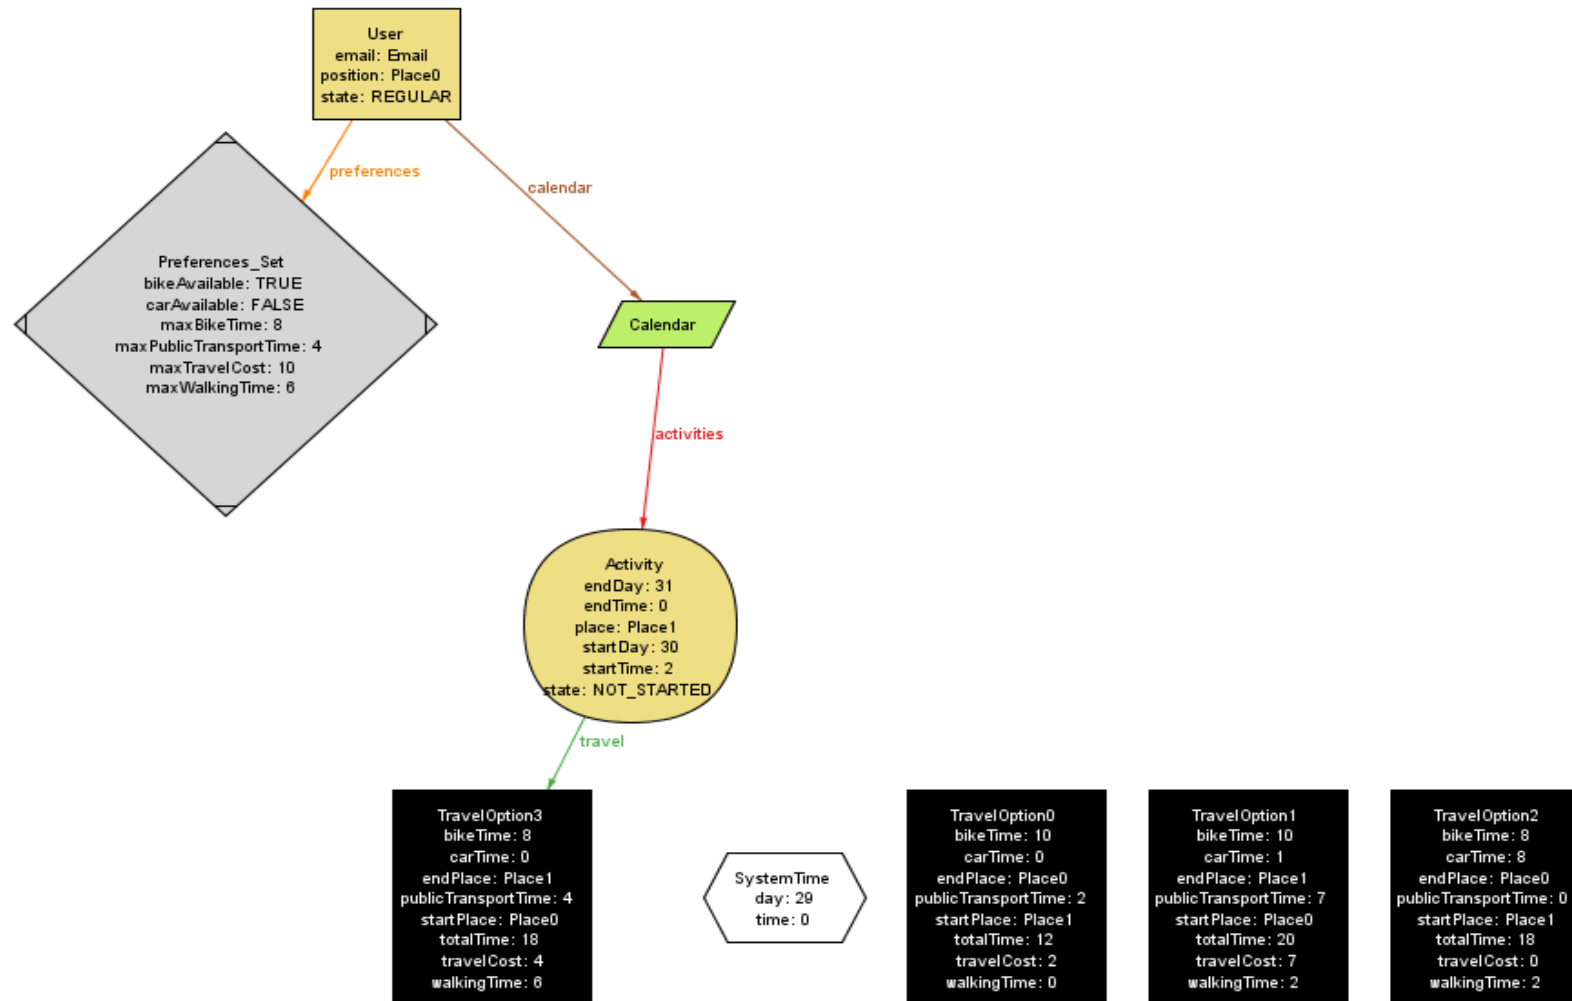 User
email: Email
position: Place0
state: REGULAR
preferences
calendar
Preferences_Set
bikeAvailable: TRUE
carAvailable: FALSE
maxBikeTime: 8
maxPublicTransportTime: 4
maxTravelCost: 10
maxWalkingTime: 6
Calendar
activities
Activity
endDay: 31
endTime: 0
place: Place1
startDay: 30
startTime: 2
state: NOT_STARTED
travel
TravelOption3
bikeTime: 8
carTime: 0
endPlace: Place1
publicTransportTime: 4
startPlace: Place0
totalTime: 18
travelCost: 4
walkingTime: 6
SystemTime
day: 29
time: 0
TravelOption0
bikeTime: 10
carTime: 0
endPlace: Place0
publicTransportTime: 2
startPlace: Place1
totalTime: 12
travelCost: 2
walkingTime: 0
TravelOption1
bikeTime: 10
carTime: 1
endPlace: Place1
publicTransportTime: 7
startPlace: Place0
totalTime: 20
travelCost: 7
walkingTime: 2
TravelOption2
bikeTime: 8
carTime: 8
endPlace: Place0
publicTransportTime: 0
startPlace: Place1
totalTime: 18
travelCost: 0
walkingTime: 2